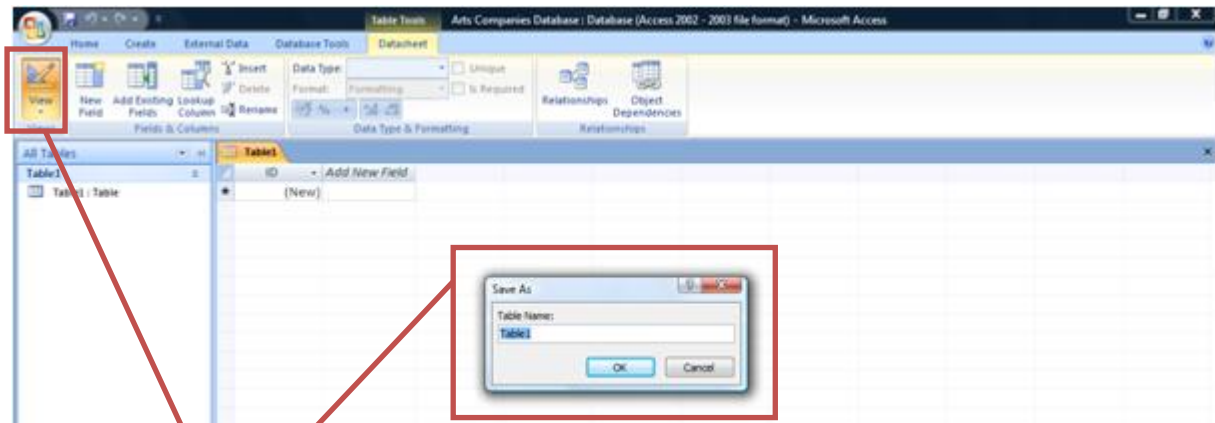 Table Tools Arts Companies Database : Database (Access 2002 - 2003 file format) - Microsoft Access
Home Create External Data Database Tools Datasheet
View New Field Add Existing Fields Lookup Column Insert Delete Rename
Data Type: Unique
Format: Formatting Is Required
Relationships Object Dependencies
Views Fields & Columns Data Type & Formatting Relationships
All Tables Table1
Table1 ID Add New Field
Table1 : Table (New)
Save As
Table Name:
Table1
OK Cancel